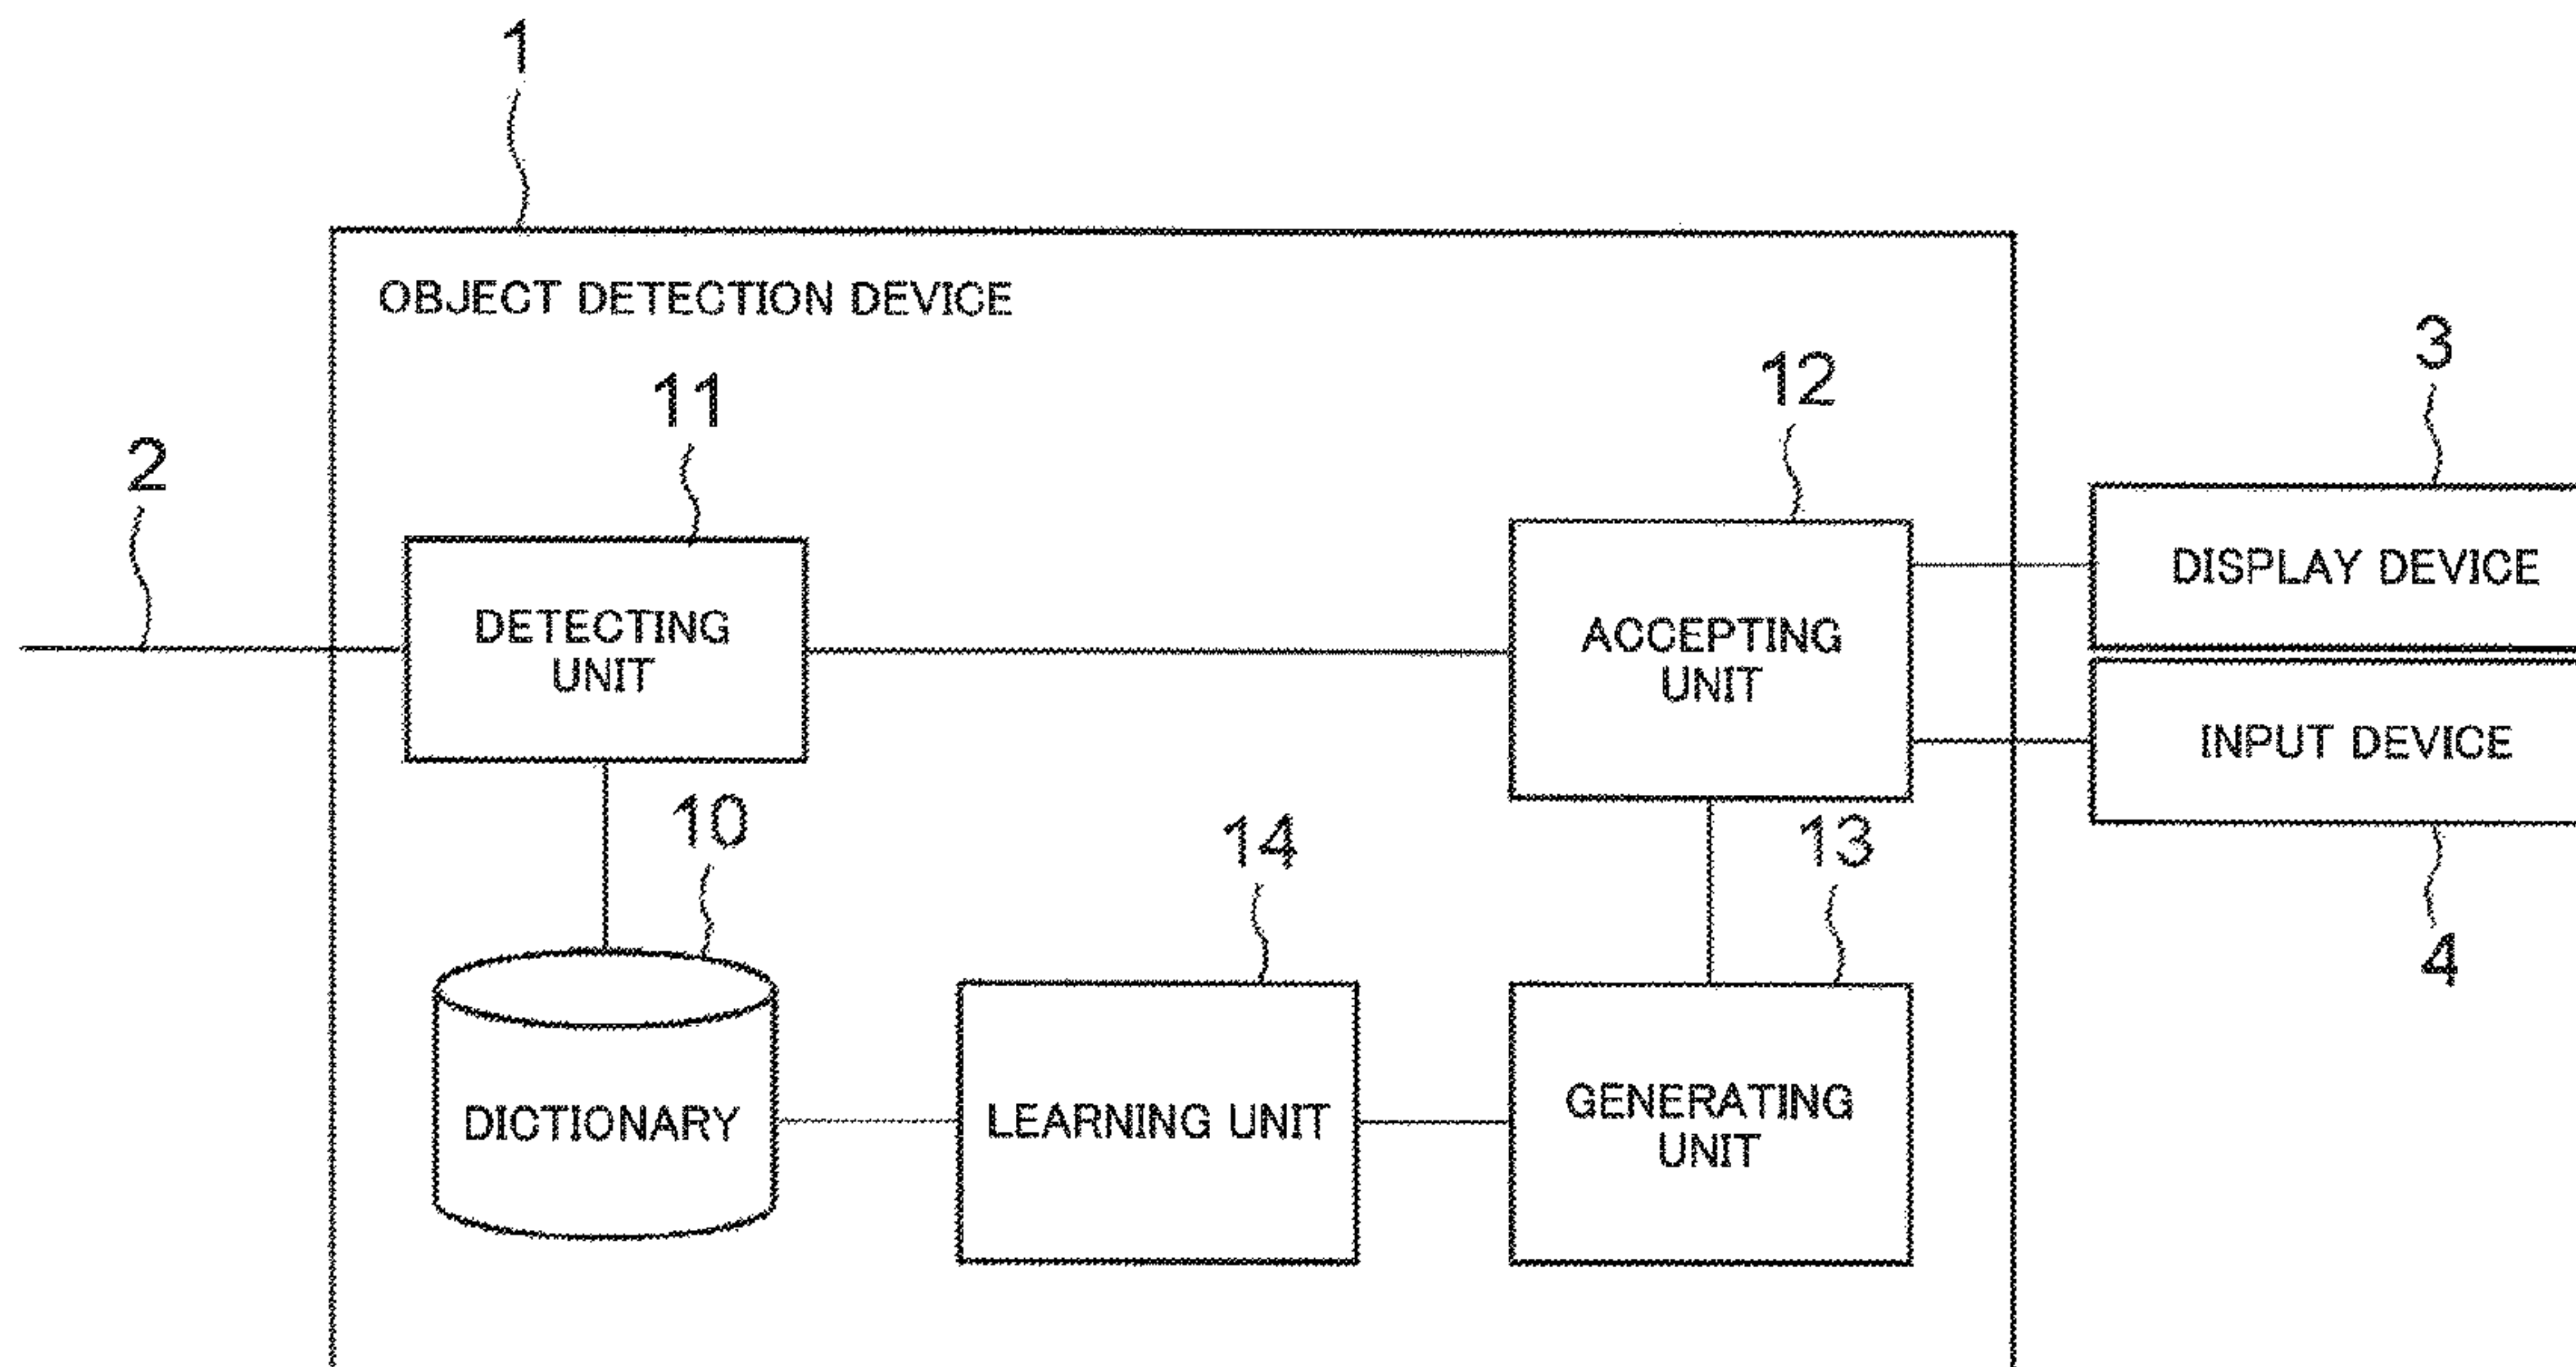 1
OBJECT DETECTION DEVICE
2
11
12
3
DETECTING
UNIT
ACCEPTING
UNIT
DISPLAY DEVICE
INPUT DEVICE
4
10
14
13
DICTIONARY
LEARNING UNIT
GENERATING
UNIT